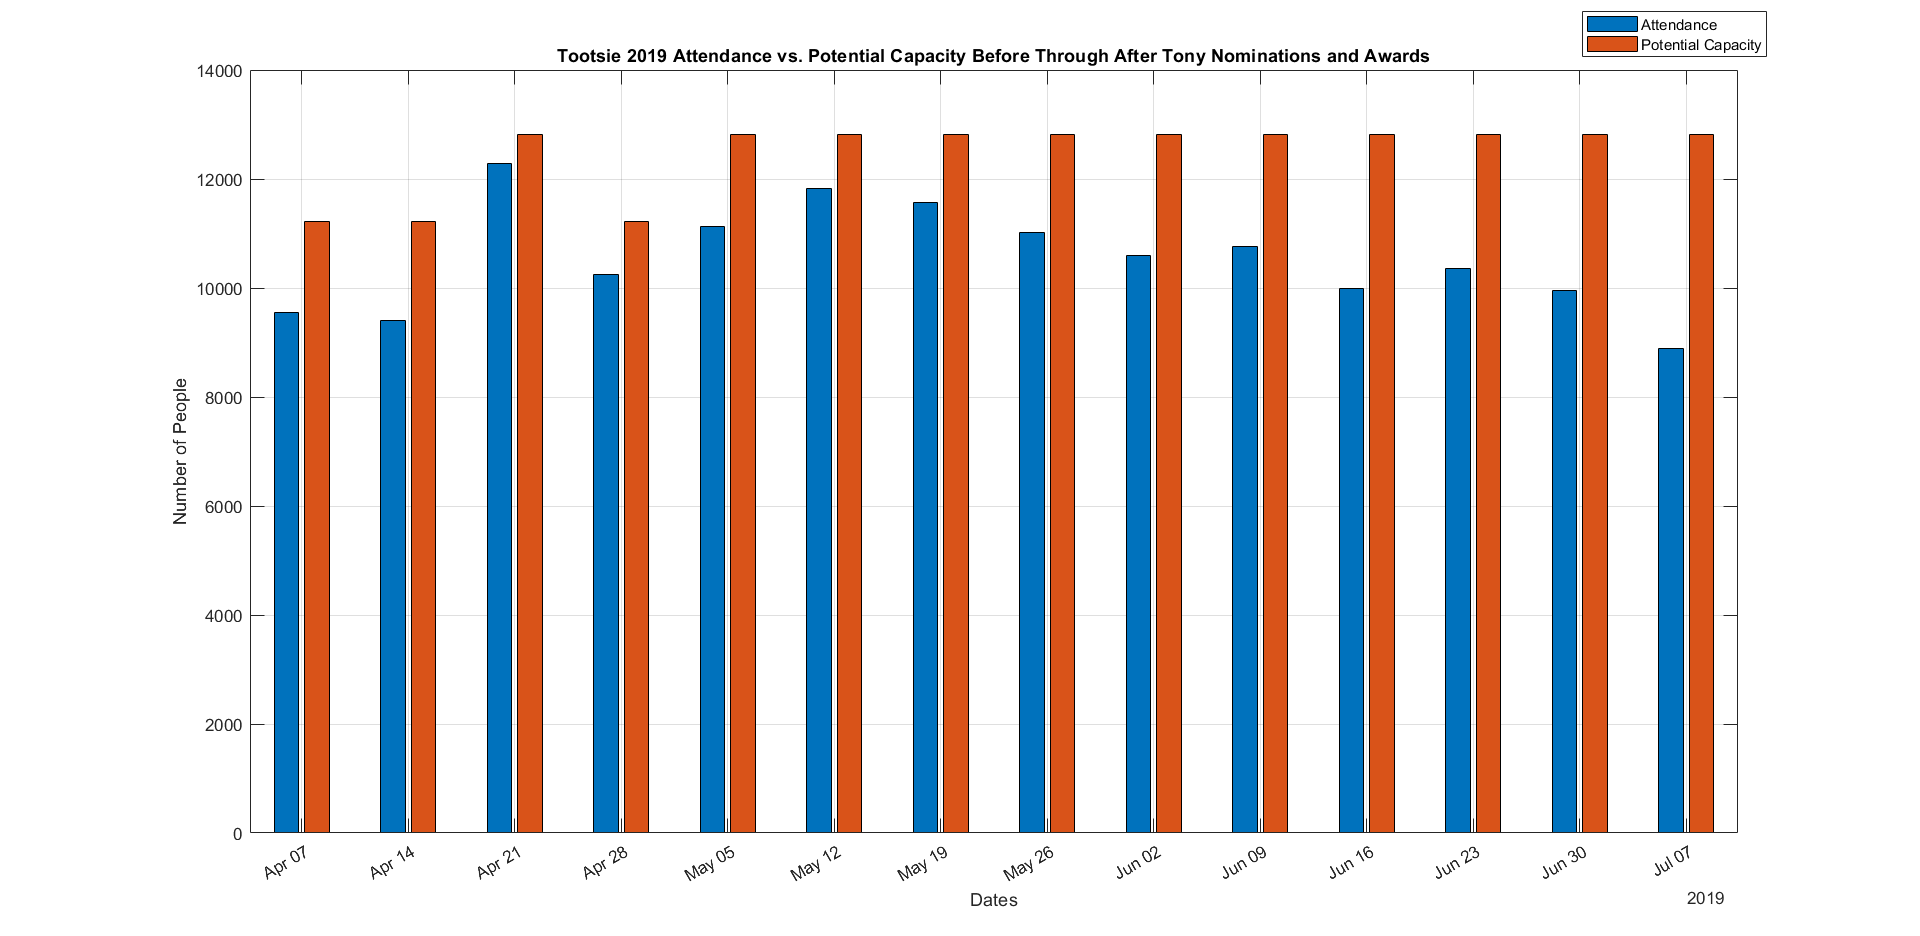 Attendance
Potential Capacity
Tootsie 2019 Attendance vs. Potential Capacity Before Through After Tony Nominations and Awards
14000
12000
10000
8000
6000
4000
2000
0
Number of People
Apr 07
Apr 14
Apr 21
Apr 28
May 05
May 12
May 19
May 26
Jun 02
Jun 09
Jun 16
Jun 23
Jun 30
Jul 07
Dates
2019